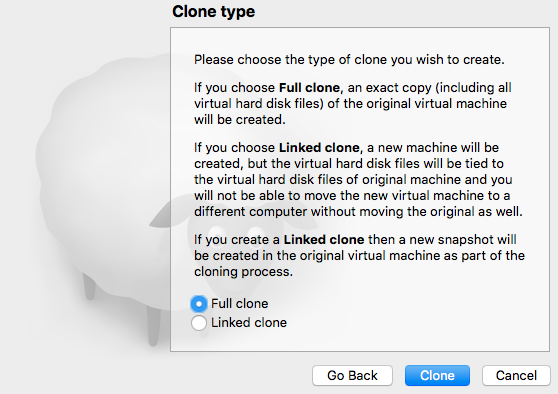 Clone type
Please choose the type of clone you wish to create.
If you choose Full clone, an exact copy (including all
virtual hard disk files) of the original virtual machine
will be created.
If you choose Linked clone, a new machine will be
created, but the virtual hard disk files will be tied to
the virtual hard disk files of original machine and you
will not be able to move the new virtual machine to a
different computer without moving the original as well.
If you create a Linked clone then a new snapshot will
be created in the original virtual machine as part of the
cloning process.
Full clone
Linked clone
Go Back Clone Cancel